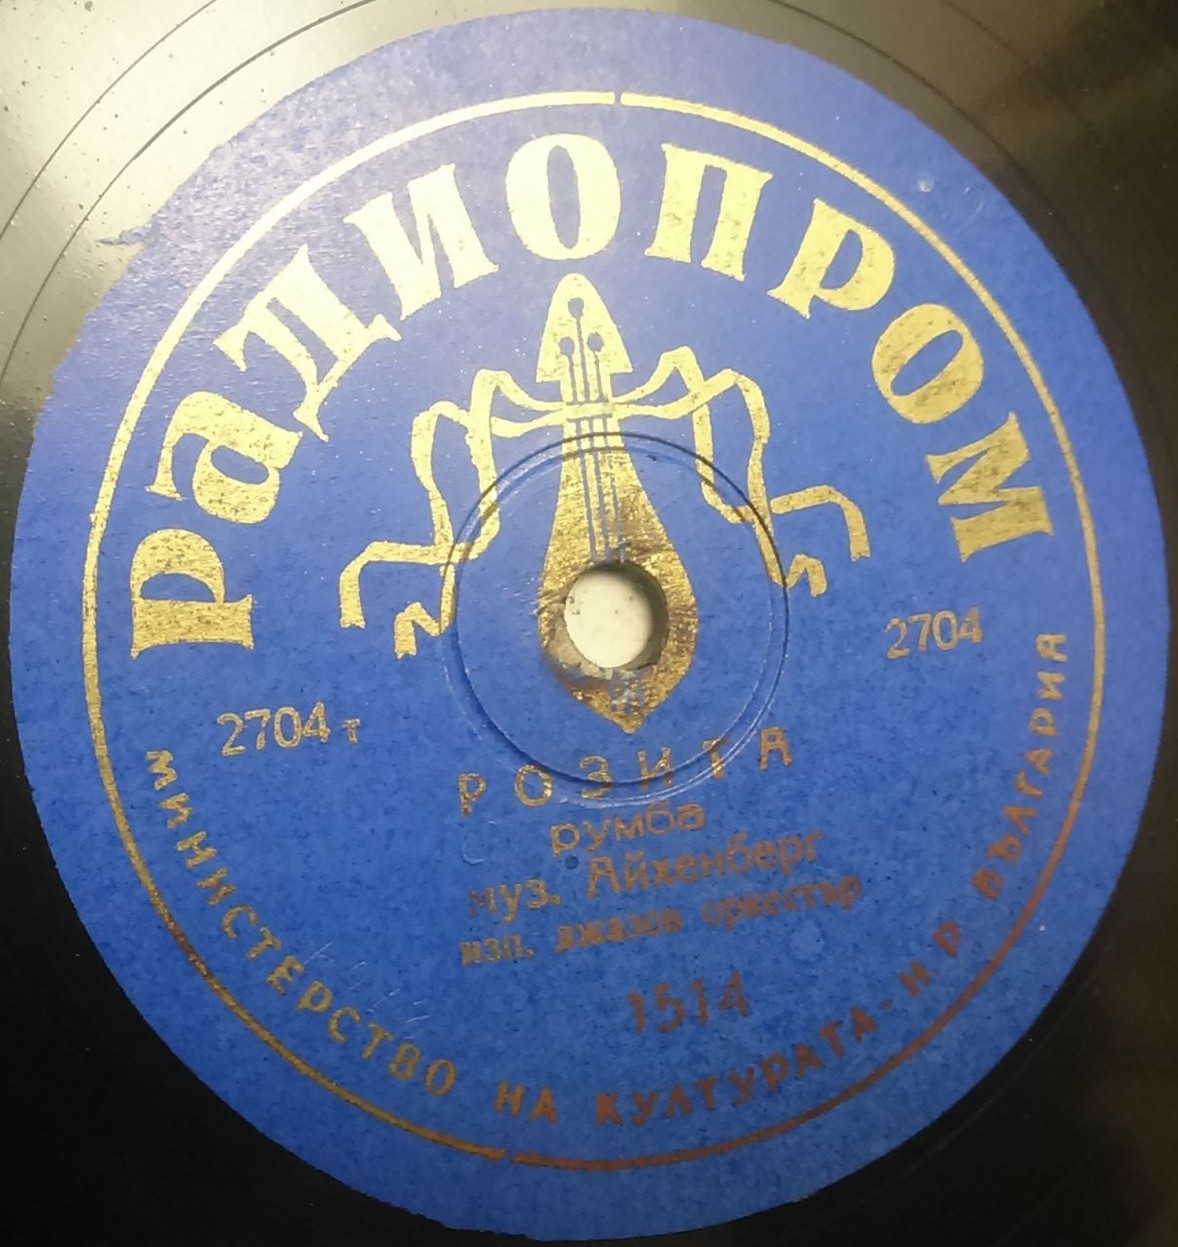 РаДИОПРОМ
2704
2704 т
РОЗИТА
румба
муз. Айхенберг
изп. джазов оркестър
1514
МИНИСТЕРСТВО НА КУЛТУРАТА - Н.Р. БЪЛГАРИЯ